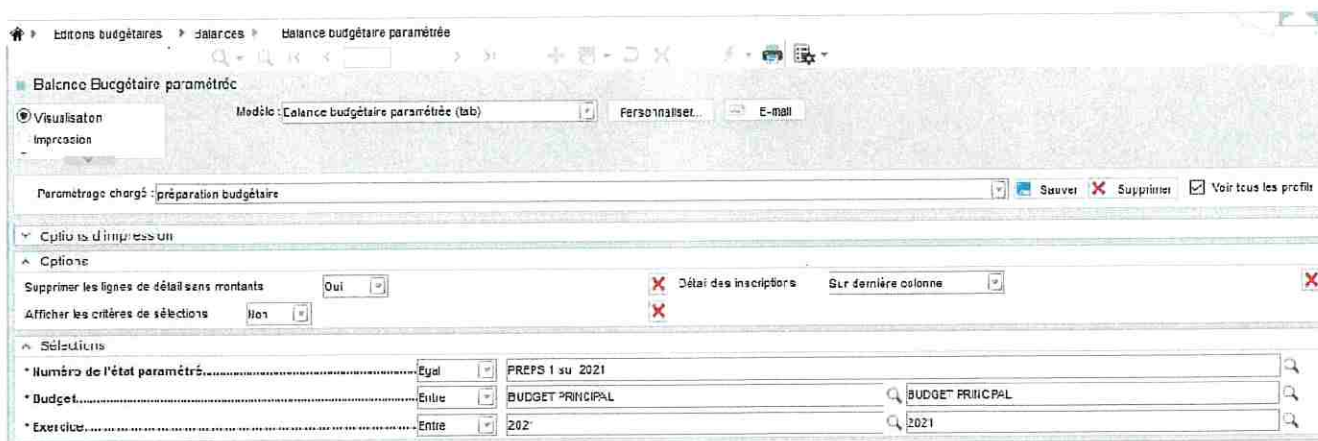 Editions budgétaires Balances Balance budgétaire paramétrée
Balance Budgétaire paramétrée
Visualisation Modèle : Balance budgétaire paramétrée (tab) Personnaliser... E-mail
Impression
Paramétrage chargé : préparation budgétaire Sauver Supprimer Voir tous les profils
Options d'impression
Options
Supprimer les lignes de détail sans montants Oui Détail des inscriptions Sur dernière colonne
Afficher les critères de sélections Non
Sélections
* Numéro de l'état paramétré Egal PREPS 1 su 2021
* Budget Entre BUDGET PRINCIPAL BUDGET PRINCIPAL
* Exercice Entre 2021 2021